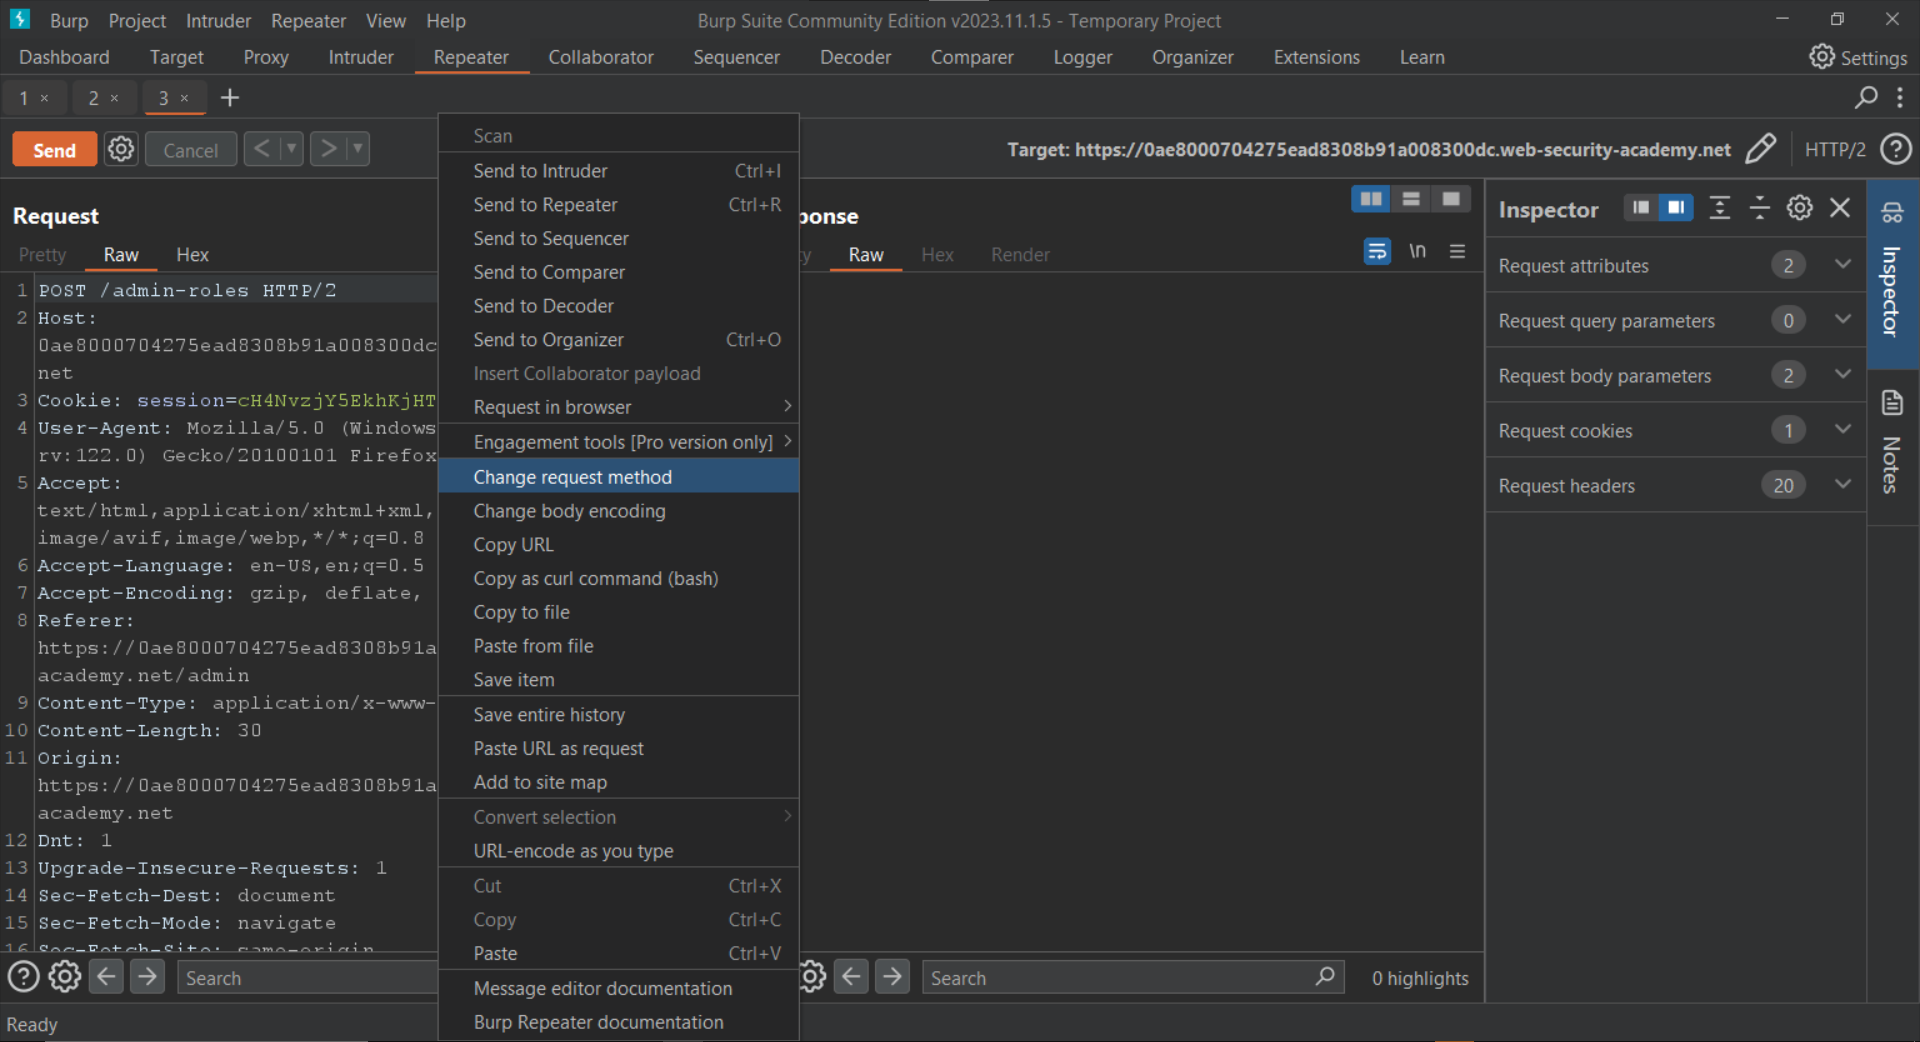 Burp Project Intruder Repeater View Help Burp Suite Community Edition v2023.11.1.5 - Temporary Project
Dashboard Target Proxy Intruder Repeater Collaborator Sequencer Decoder Comparer Logger Organizer Extensions Learn Settings
1 × 2 × 3 × +
Send Cancel < > Target: https://0ae8000704275ead8308b91a008300dc.web-security-academy.net HTTP/2
Request
Pretty Raw Hex
1 POST /admin-roles HTTP/2
2 Host:
0ae8000704275ead8308b91a008300dc
net
3 Cookie: session=cH4NvzjY5EkhKjHT
4 User-Agent: Mozilla/5.0 (Windows
rv:122.0) Gecko/20100101 Firefox
5 Accept:
text/html,application/xhtml+xml,
image/avif,image/webp,*/*;q=0.8
6 Accept-Language: en-US,en;q=0.5
7 Accept-Encoding: gzip, deflate,
8 Referer:
https://0ae8000704275ead8308b91a
academy.net/admin
9 Content-Type: application/x-www-
10 Content-Length: 30
11 Origin:
https://0ae8000704275ead8308b91a
academy.net
12 Dnt: 1
13 Upgrade-Insecure-Requests: 1
14 Sec-Fetch-Dest: document
15 Sec-Fetch-Mode: navigate
16 Sec-Fetch-Site: same-origin
Search
Scan
Send to Intruder Ctrl+I
Send to Repeater Ctrl+R
Send to Sequencer
Send to Comparer
Send to Decoder
Send to Organizer Ctrl+O
Insert Collaborator payload
Request in browser
Engagement tools [Pro version only]
Change request method
Change body encoding
Copy URL
Copy as curl command (bash)
Copy to file
Paste from file
Save item
Save entire history
Paste URL as request
Add to site map
Convert selection
URL-encode as you type
Cut Ctrl+X
Copy Ctrl+C
Paste Ctrl+V
Message editor documentation
Burp Repeater documentation
ponse
y Raw Hex Render \n
Search 0 highlights
Inspector
Request attributes 2
Request query parameters 0
Request body parameters 2
Request cookies 1
Request headers 20
Inspector
Notes
Ready